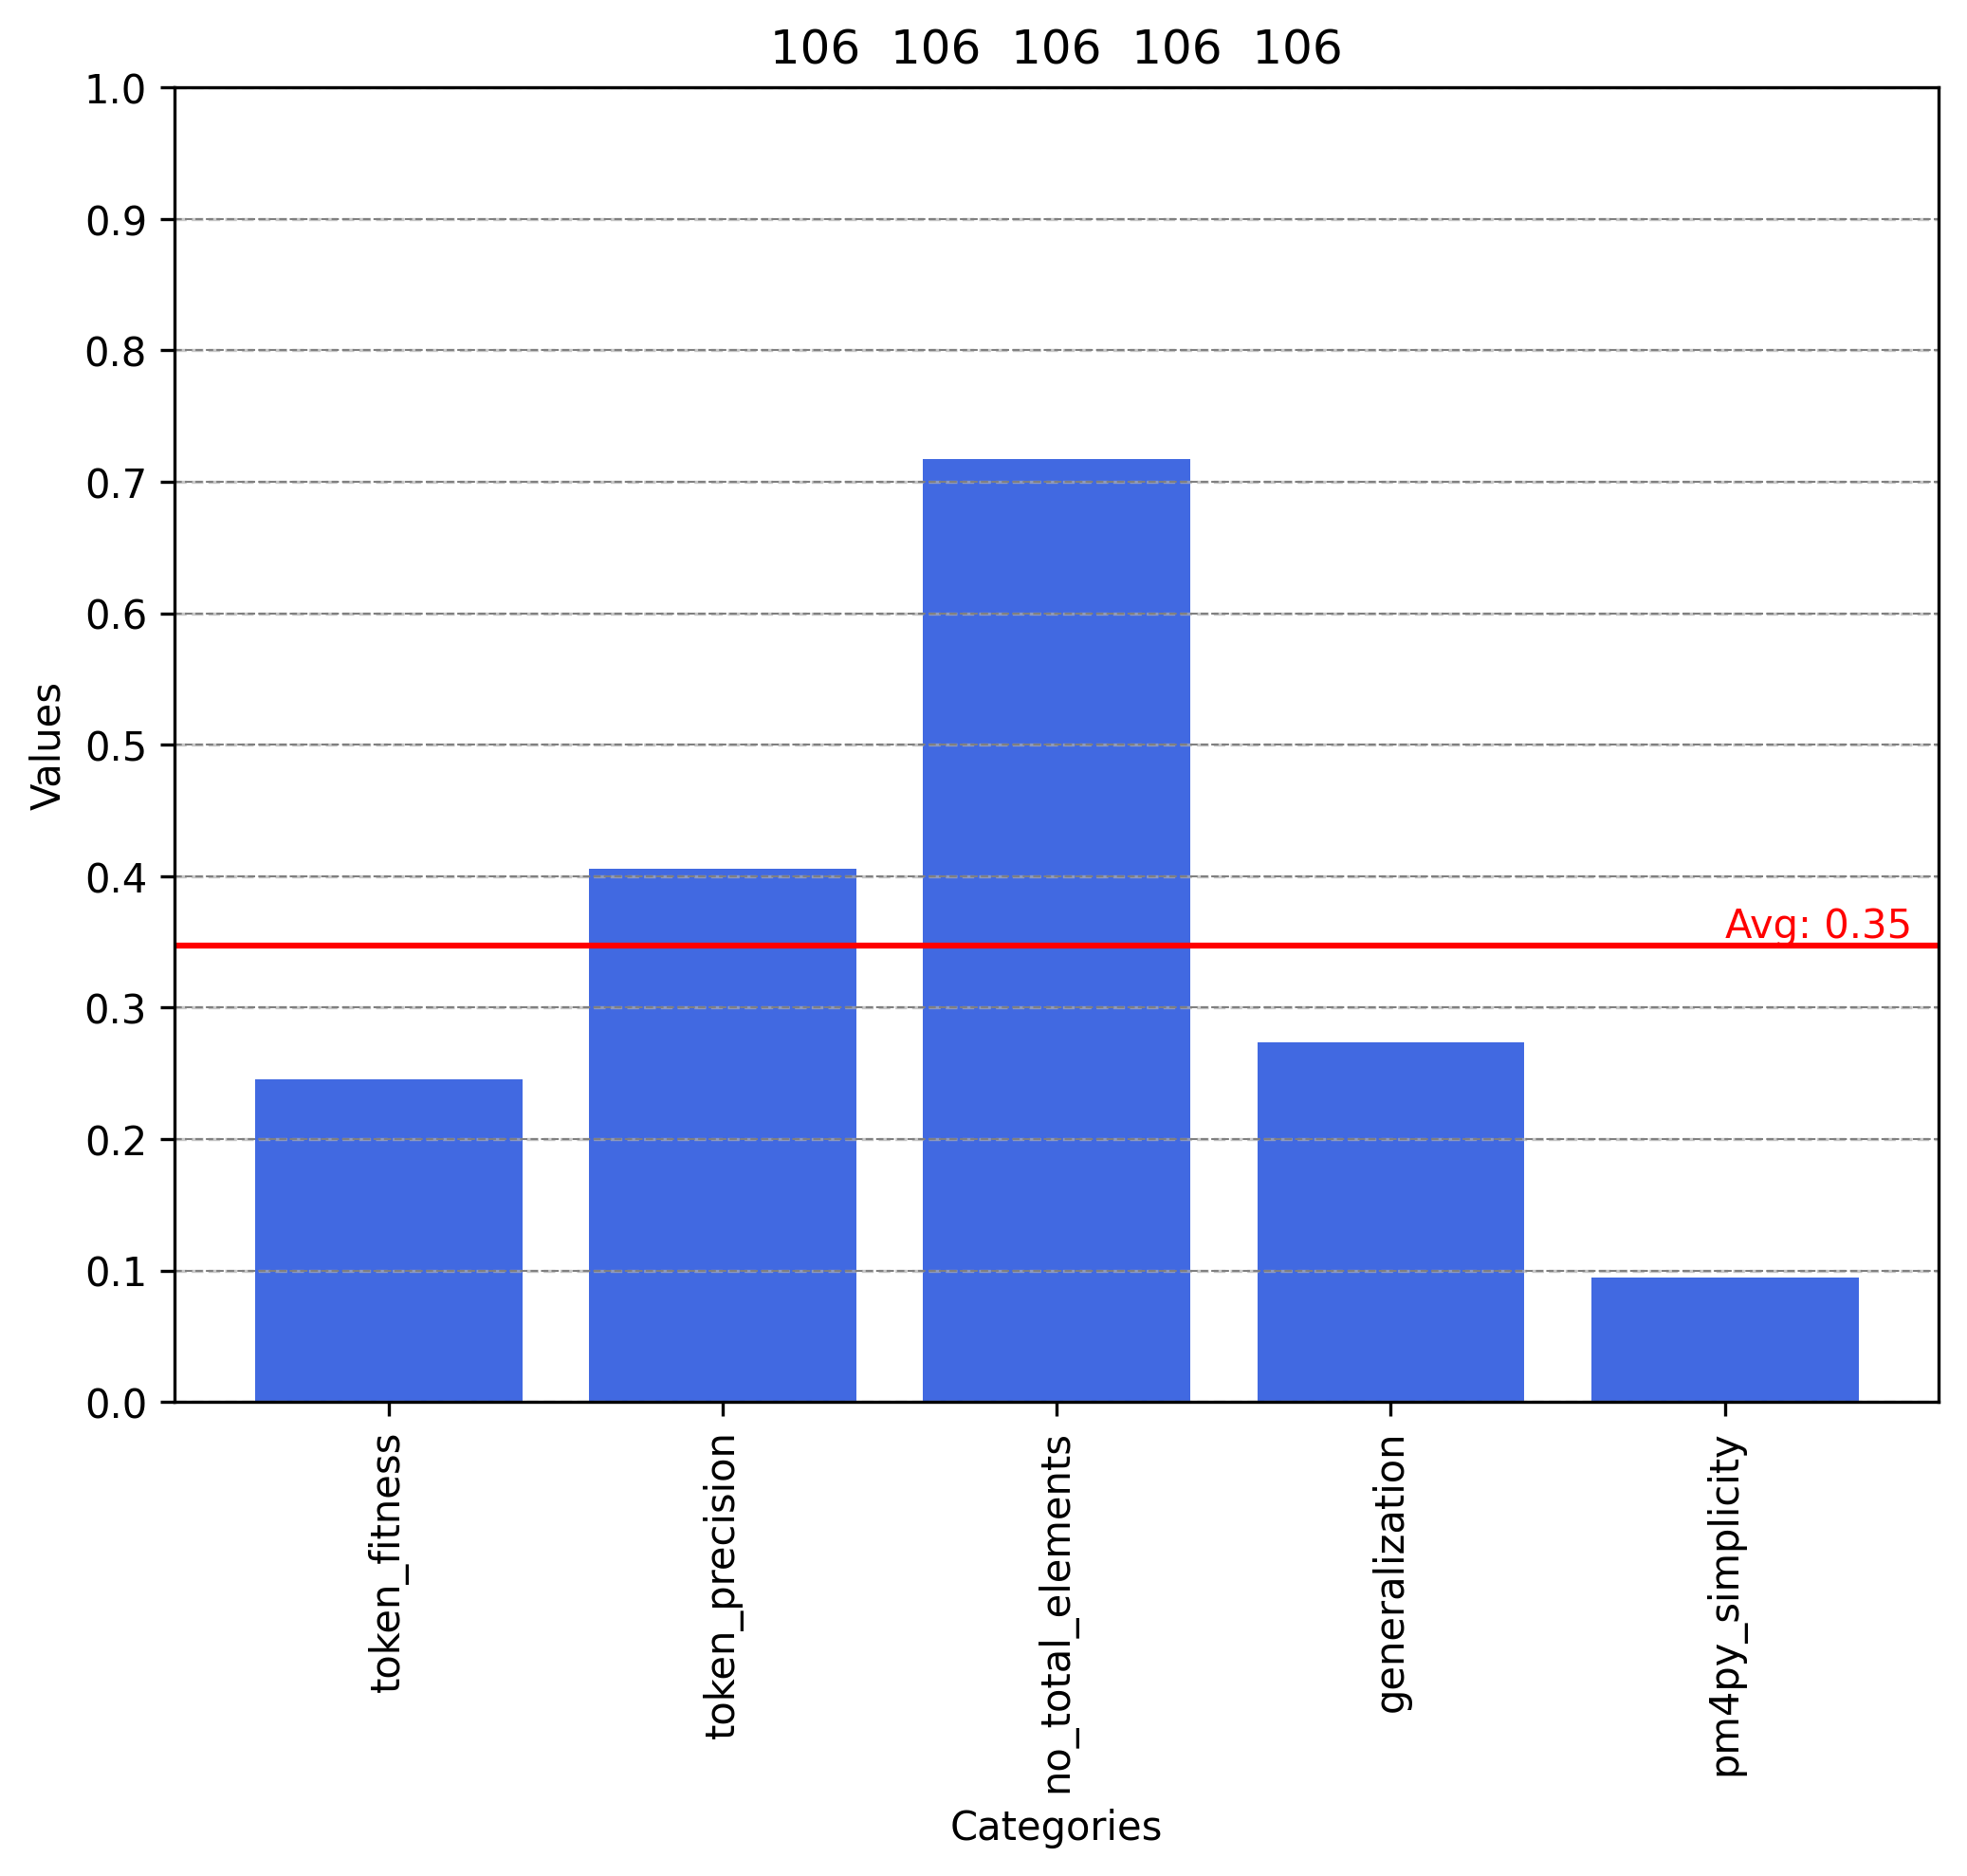 106 106 106 106 106
1.0
0.9
0.8
0.7
0.6
0.5
0.4
0.3
0.2
0.1
0.0
Values
Avg: 0.35
token_fitness
token_precision
no_total_elements
generalization
pm4py_simplicity
Categories